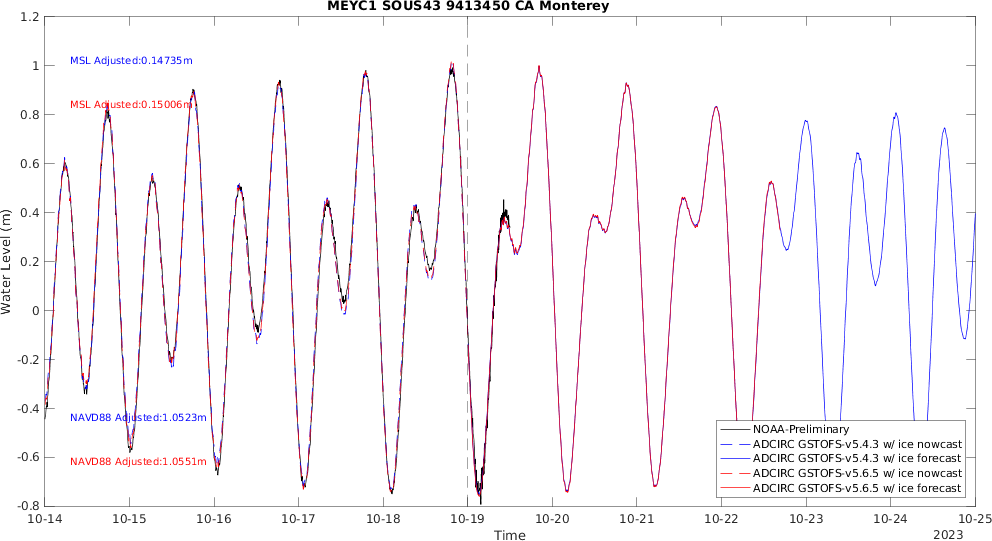 MEYC1 SOUS43 9413450 CA Monterey
1.2
1
0.8
0.6
0.4
0.2
0
-0.2
-0.4
-0.6
-0.8
Water Level (m)
MSL Adjusted:0.14735m
MSL Adjusted:0.15006m
NAVD88 Adjusted:1.0523m
NAVD88 Adjusted:1.0551m
NOAA-Preliminary
ADCIRC GSTOFS-v5.4.3 w/ ice nowcast
ADCIRC GSTOFS-v5.4.3 w/ ice forecast
ADCIRC GSTOFS-v5.6.5 w/ ice nowcast
ADCIRC GSTOFS-v5.6.5 w/ ice forecast
10-14 10-15 10-16 10-17 10-18 10-19 10-20 10-21 10-22 10-23 10-24 10-25
Time
2023